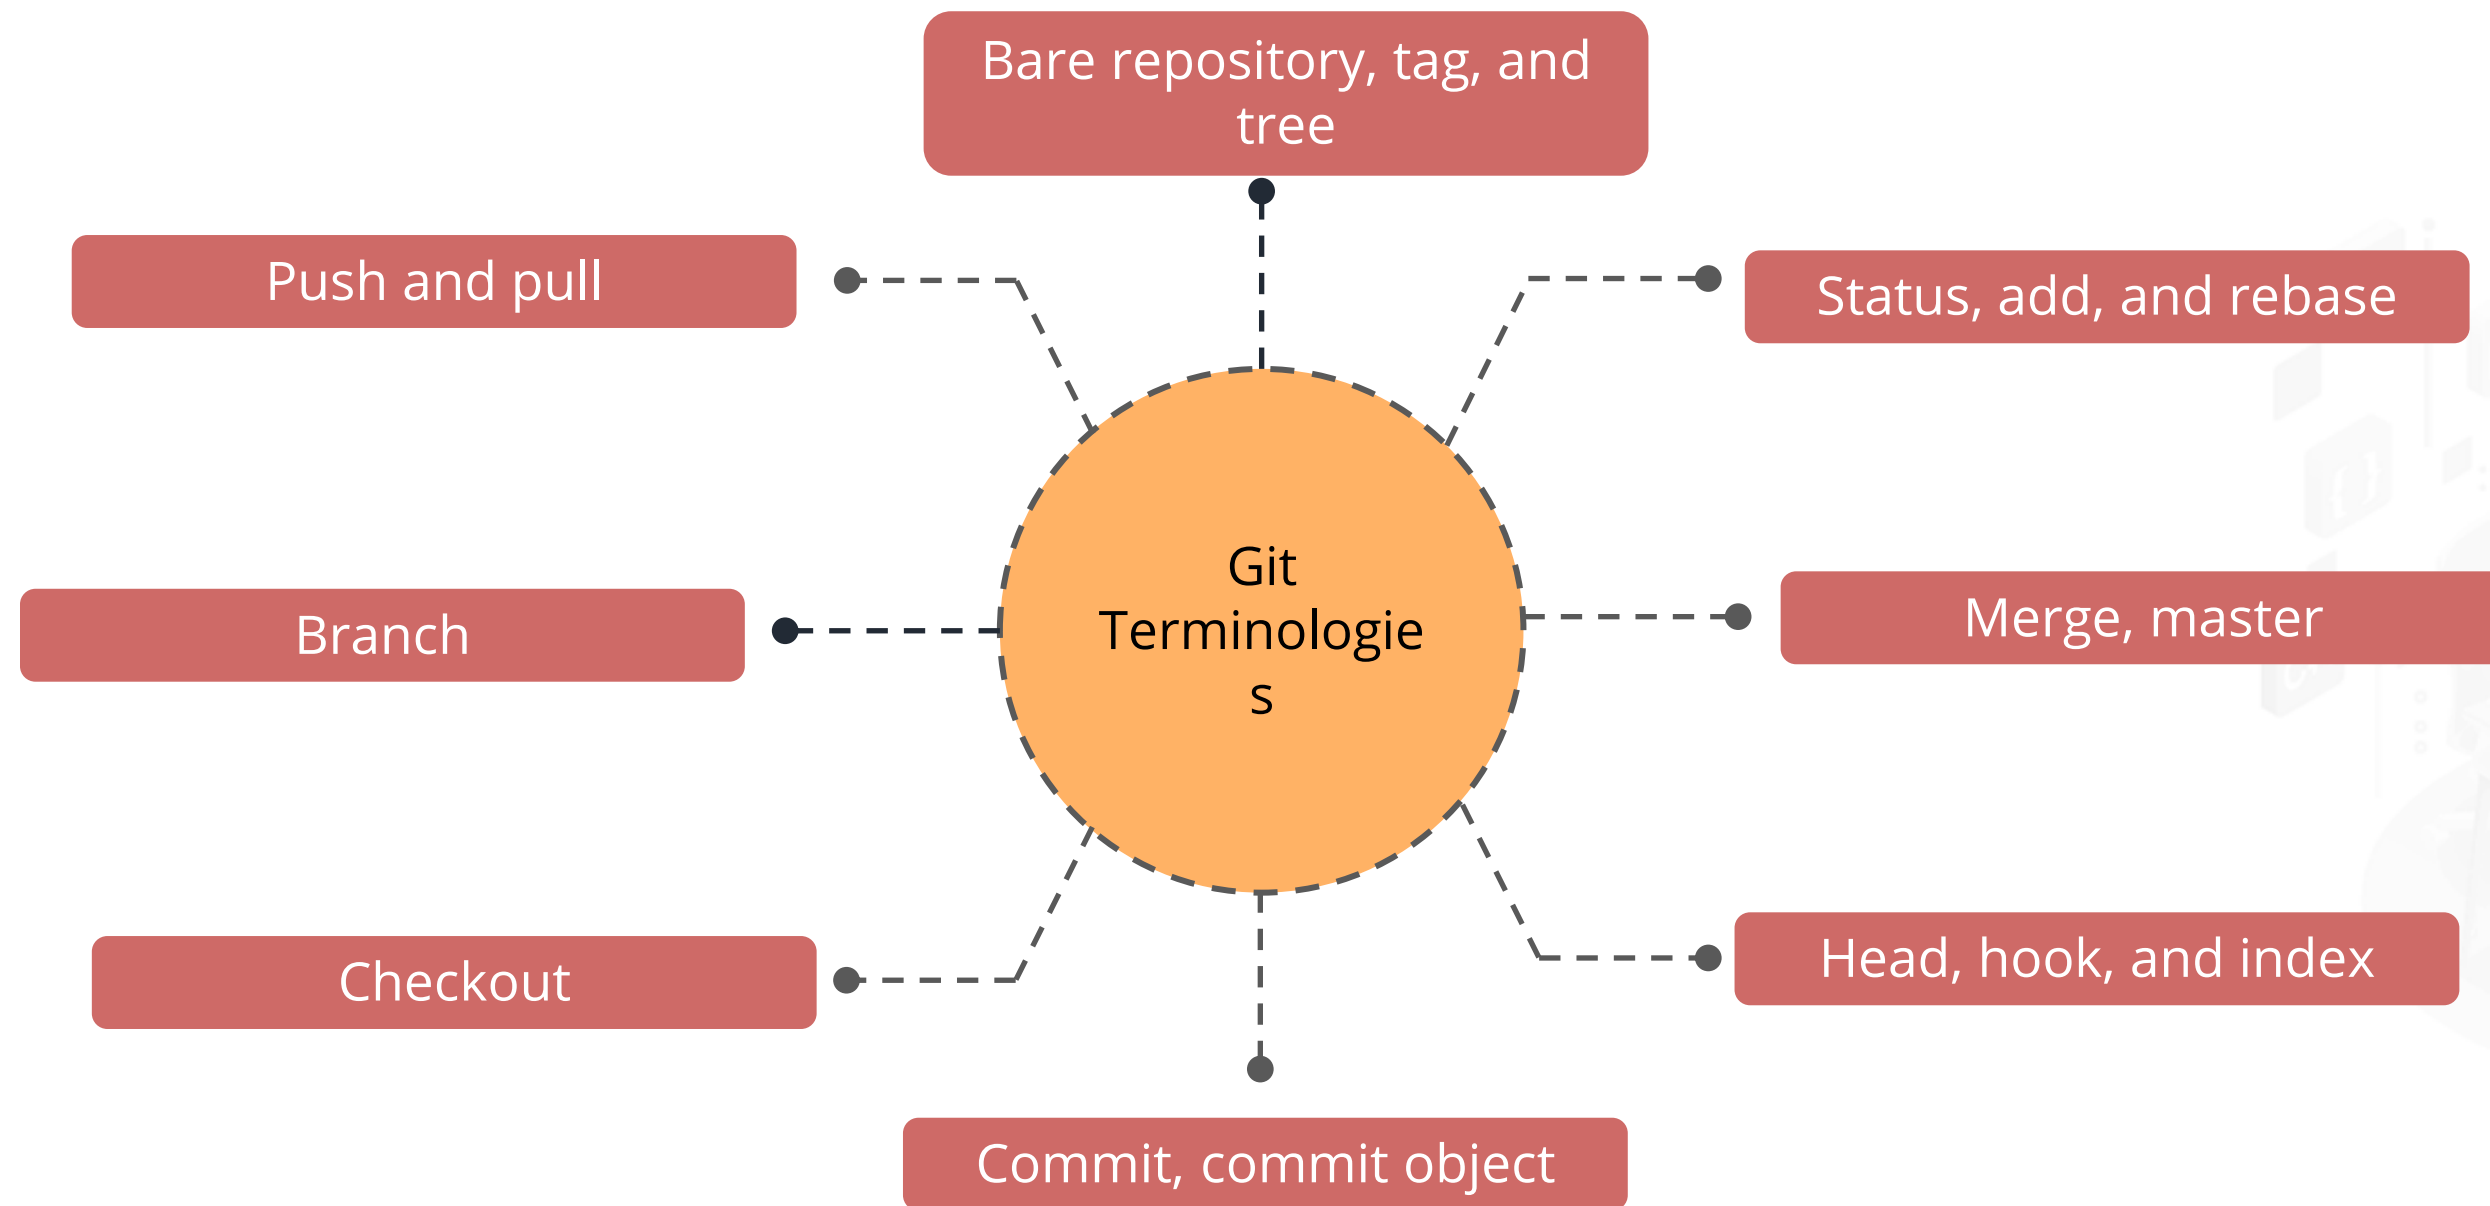 Bare repository, tag, and
tree
Push and pull
Status, add, and rebase
Git
Terminologie
s
Branch
Merge, master
Checkout
Head, hook, and index
Commit, commit object